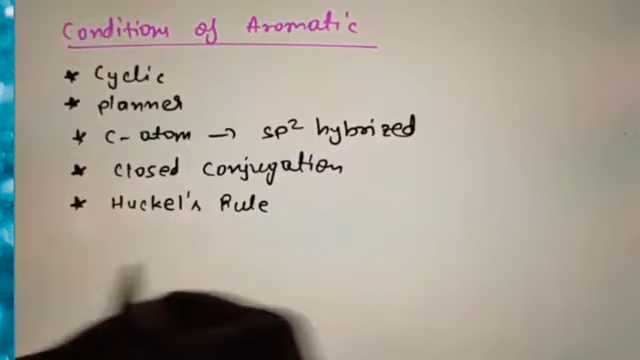 Conditions of Aromatic
* Cyclic
* planner
* C-atom → sp² hybrized
* Closed Conjugation
* Huckel's Rule